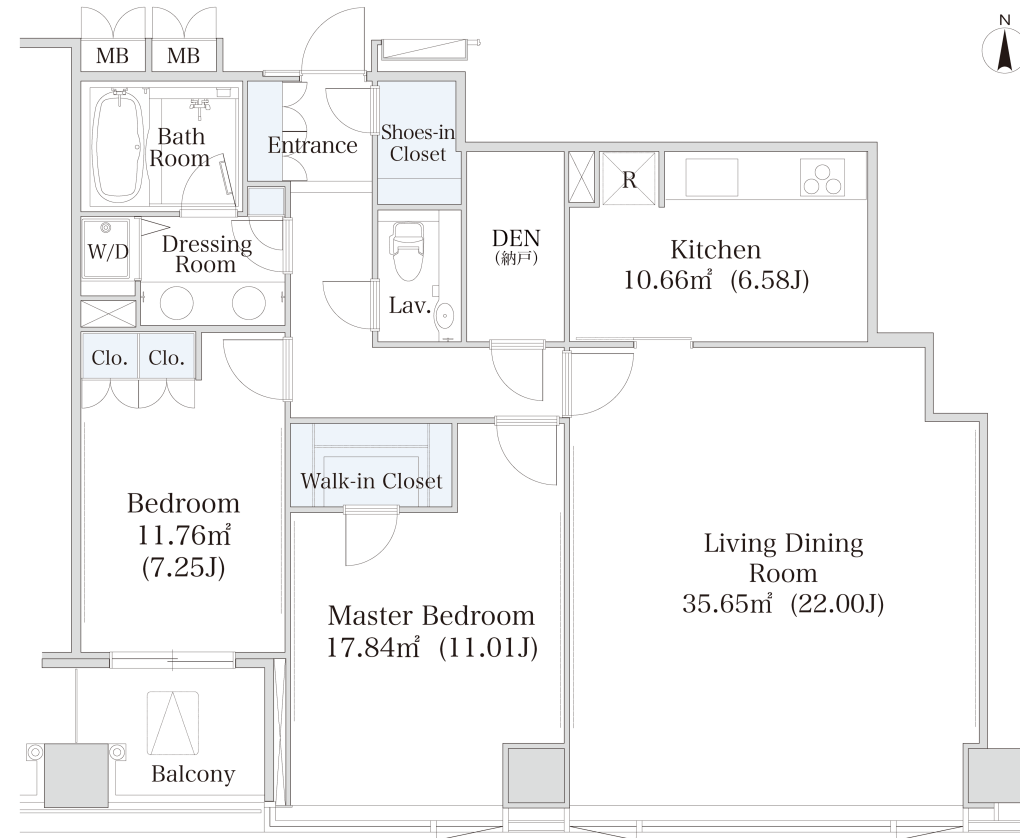 N
MB
MB
Bath
Room
Entrance
Shoes-in
Closet
R
W/D
Dressing
Room
Lav.
DEN
(納戸)
Kitchen
10.66㎡ (6.58J)
Clo.
Clo.
Walk-in Closet
Bedroom
11.76㎡
(7.25J)
Living Dining
Room
35.65㎡ (22.00J)
Master Bedroom
17.84㎡ (11.01J)
Balcony